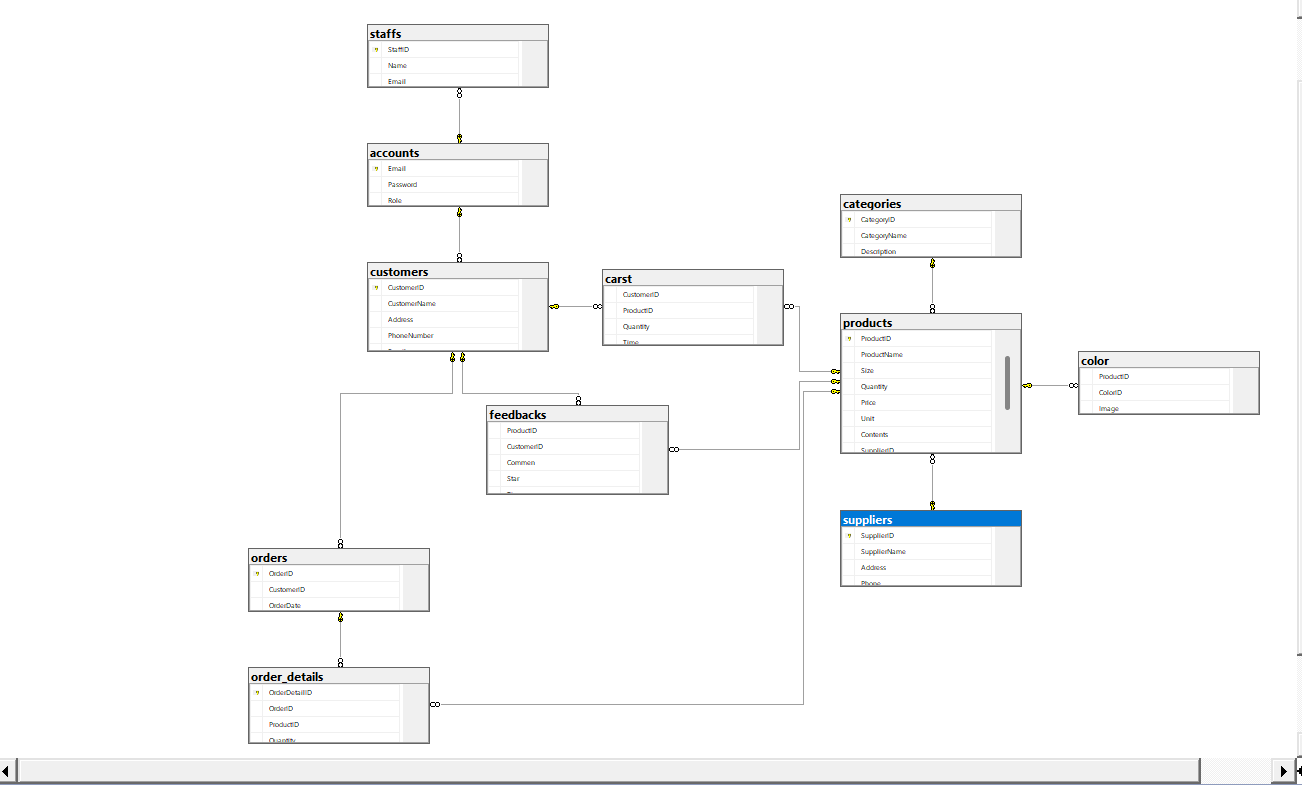 staffs
StaffID
Name
Email
accounts
Email
Password
Role
customers
CustomerID
CustomerName
Address
PhoneNumber
carst
CustomerID
ProductID
Quantity
Time
categories
CategoryID
CategoryName
Description
products
ProductID
ProductName
Size
Quantity
Price
Unit
Contents
SupplierID
color
ProductID
ColorID
Image
feedbacks
ProductID
CustomerID
Commen
Star
suppliers
SupplierID
SupplierName
Address
Phone
orders
OrderID
CustomerID
OrderDate
order_details
OrderDetailID
OrderID
ProductID
Quantity